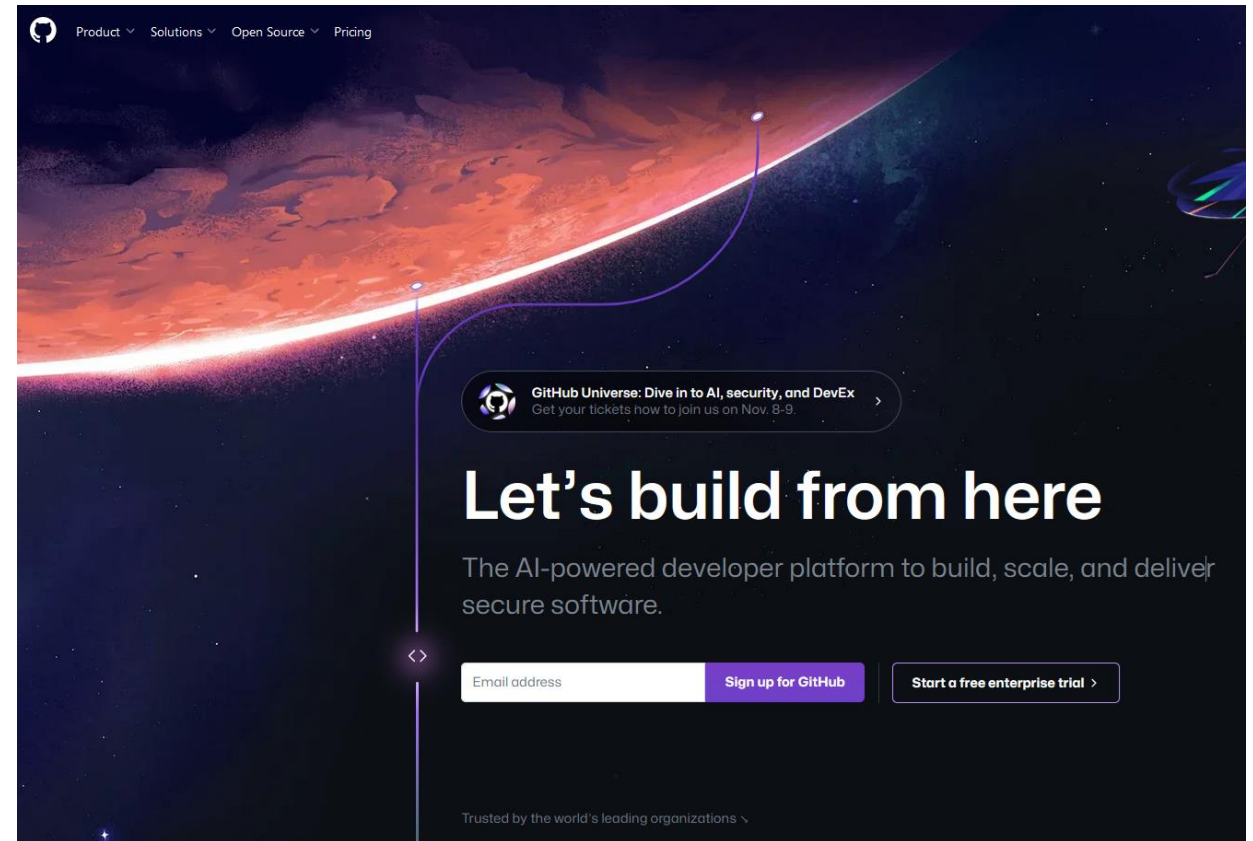 Product Solutions Open Source Pricing
GitHub Universe: Dive in to AI, security, and DevEx
Get your tickets now to join us on Nov. 8-9.
Let's build from here
The AI-powered developer platform to build, scale, and deliver
secure software.
Email address Sign up for GitHub Start a free enterprise trial
Trusted by the world's leading organizations